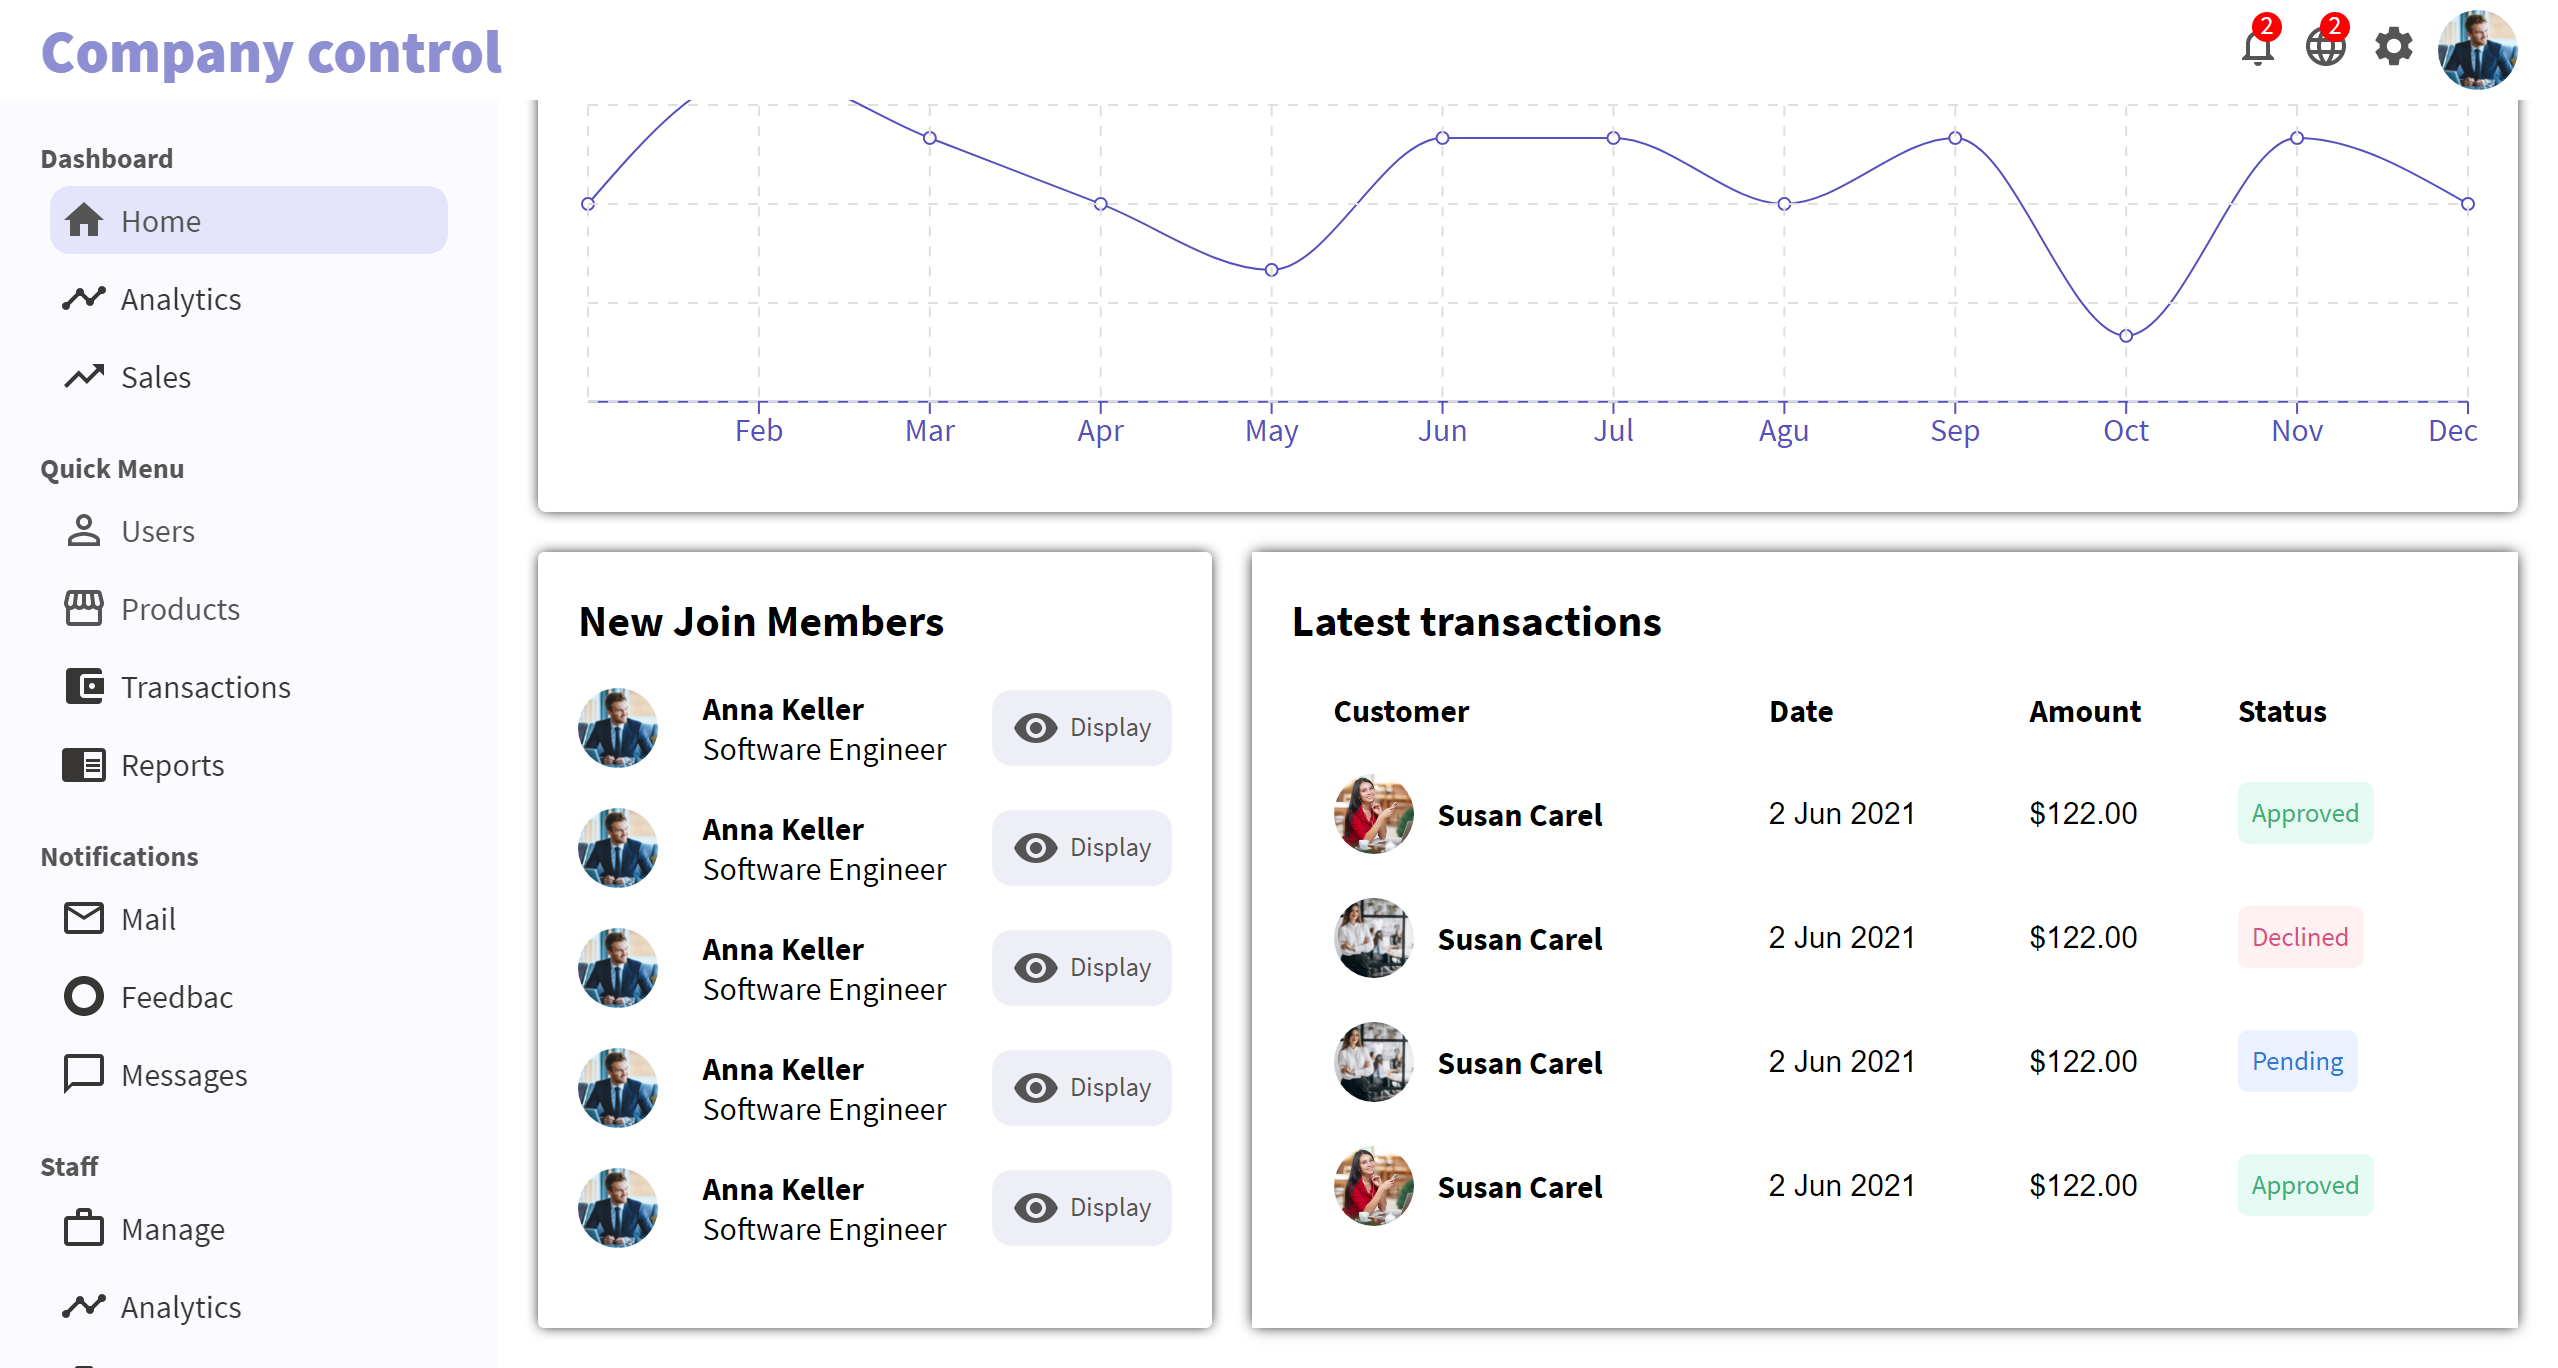 Company control
2
2
Dashboard
Home
Analytics
Sales
Quick Menu
Users
Products
Transactions
Reports
Notifications
Mail
Feedbac
Messages
Staff
Manage
Analytics
Feb Mar Apr May Jun Jul Agu Sep Oct Nov Dec
New Join Members
Anna Keller
Software Engineer
Display
Anna Keller
Software Engineer
Display
Anna Keller
Software Engineer
Display
Anna Keller
Software Engineer
Display
Anna Keller
Software Engineer
Display
Latest transactions
Customer Date Amount Status
Susan Carel 2 Jun 2021 $122.00 Approved
Susan Carel 2 Jun 2021 $122.00 Declined
Susan Carel 2 Jun 2021 $122.00 Pending
Susan Carel 2 Jun 2021 $122.00 Approved